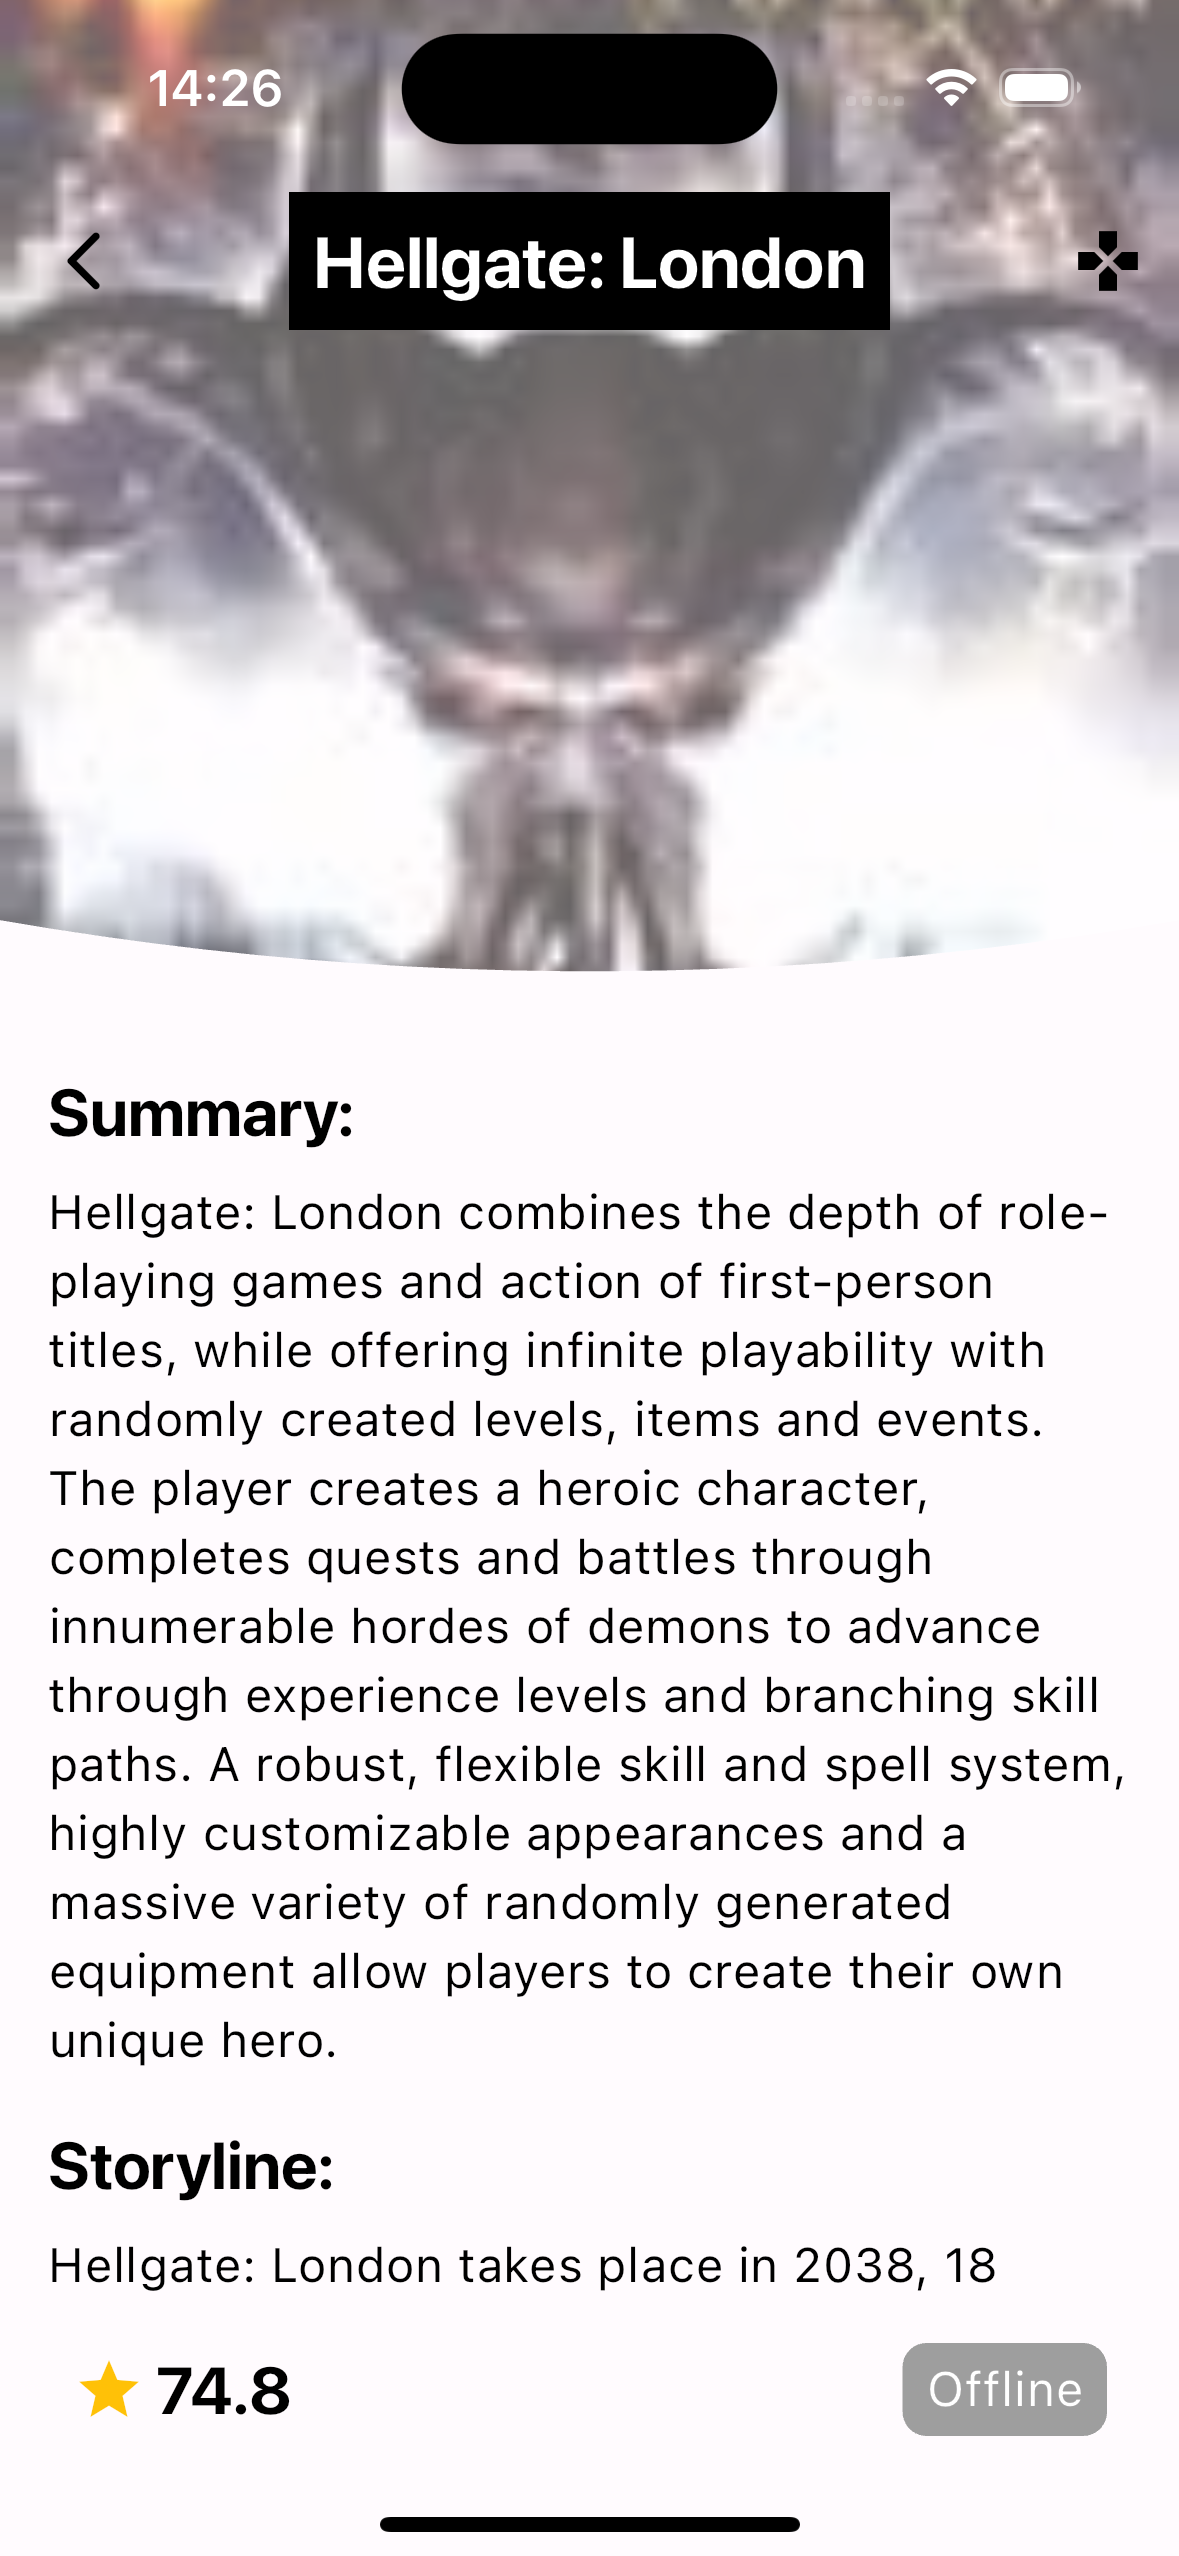 14:26
Hellgate: London
Summary:
Hellgate: London combines the depth of role-
playing games and action of first-person
titles, while offering infinite playability with
randomly created levels, items and events.
The player creates a heroic character,
completes quests and battles through
innumerable hordes of demons to advance
through experience levels and branching skill
paths. A robust, flexible skill and spell system,
highly customizable appearances and a
massive variety of randomly generated
equipment allow players to create their own
unique hero.
Storyline:
Hellgate: London takes place in 2038, 18
74.8
Offline